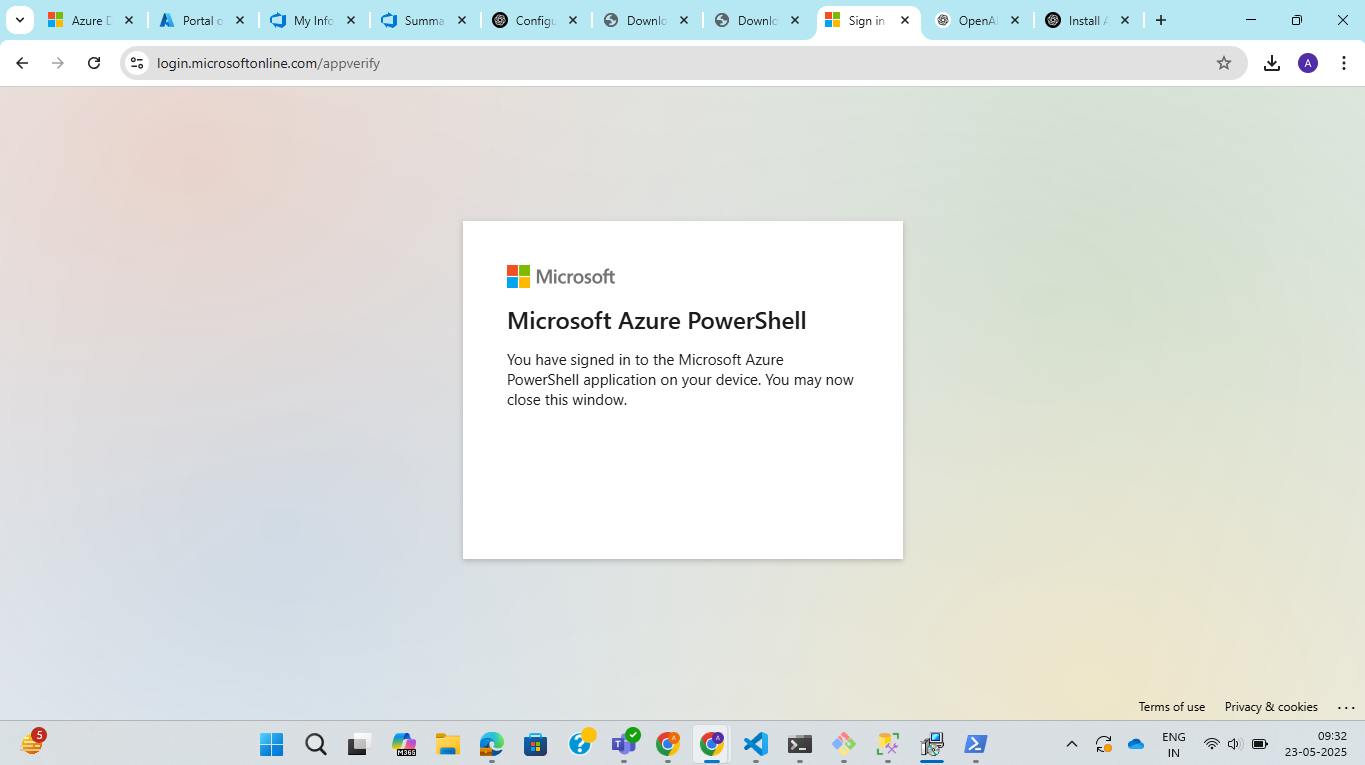 Azure D
Portal o
My Info
Summa
Configu
Downlo
Downlo
Sign in
OpenAI
Install A
login.microsoftonline.com/appverify
A
Microsoft
Microsoft Azure PowerShell
You have signed in to the Microsoft Azure
PowerShell application on your device. You may now
close this window.
Terms of use
Privacy & cookies
5
M365
ENG
IN
09:32
23-05-2025